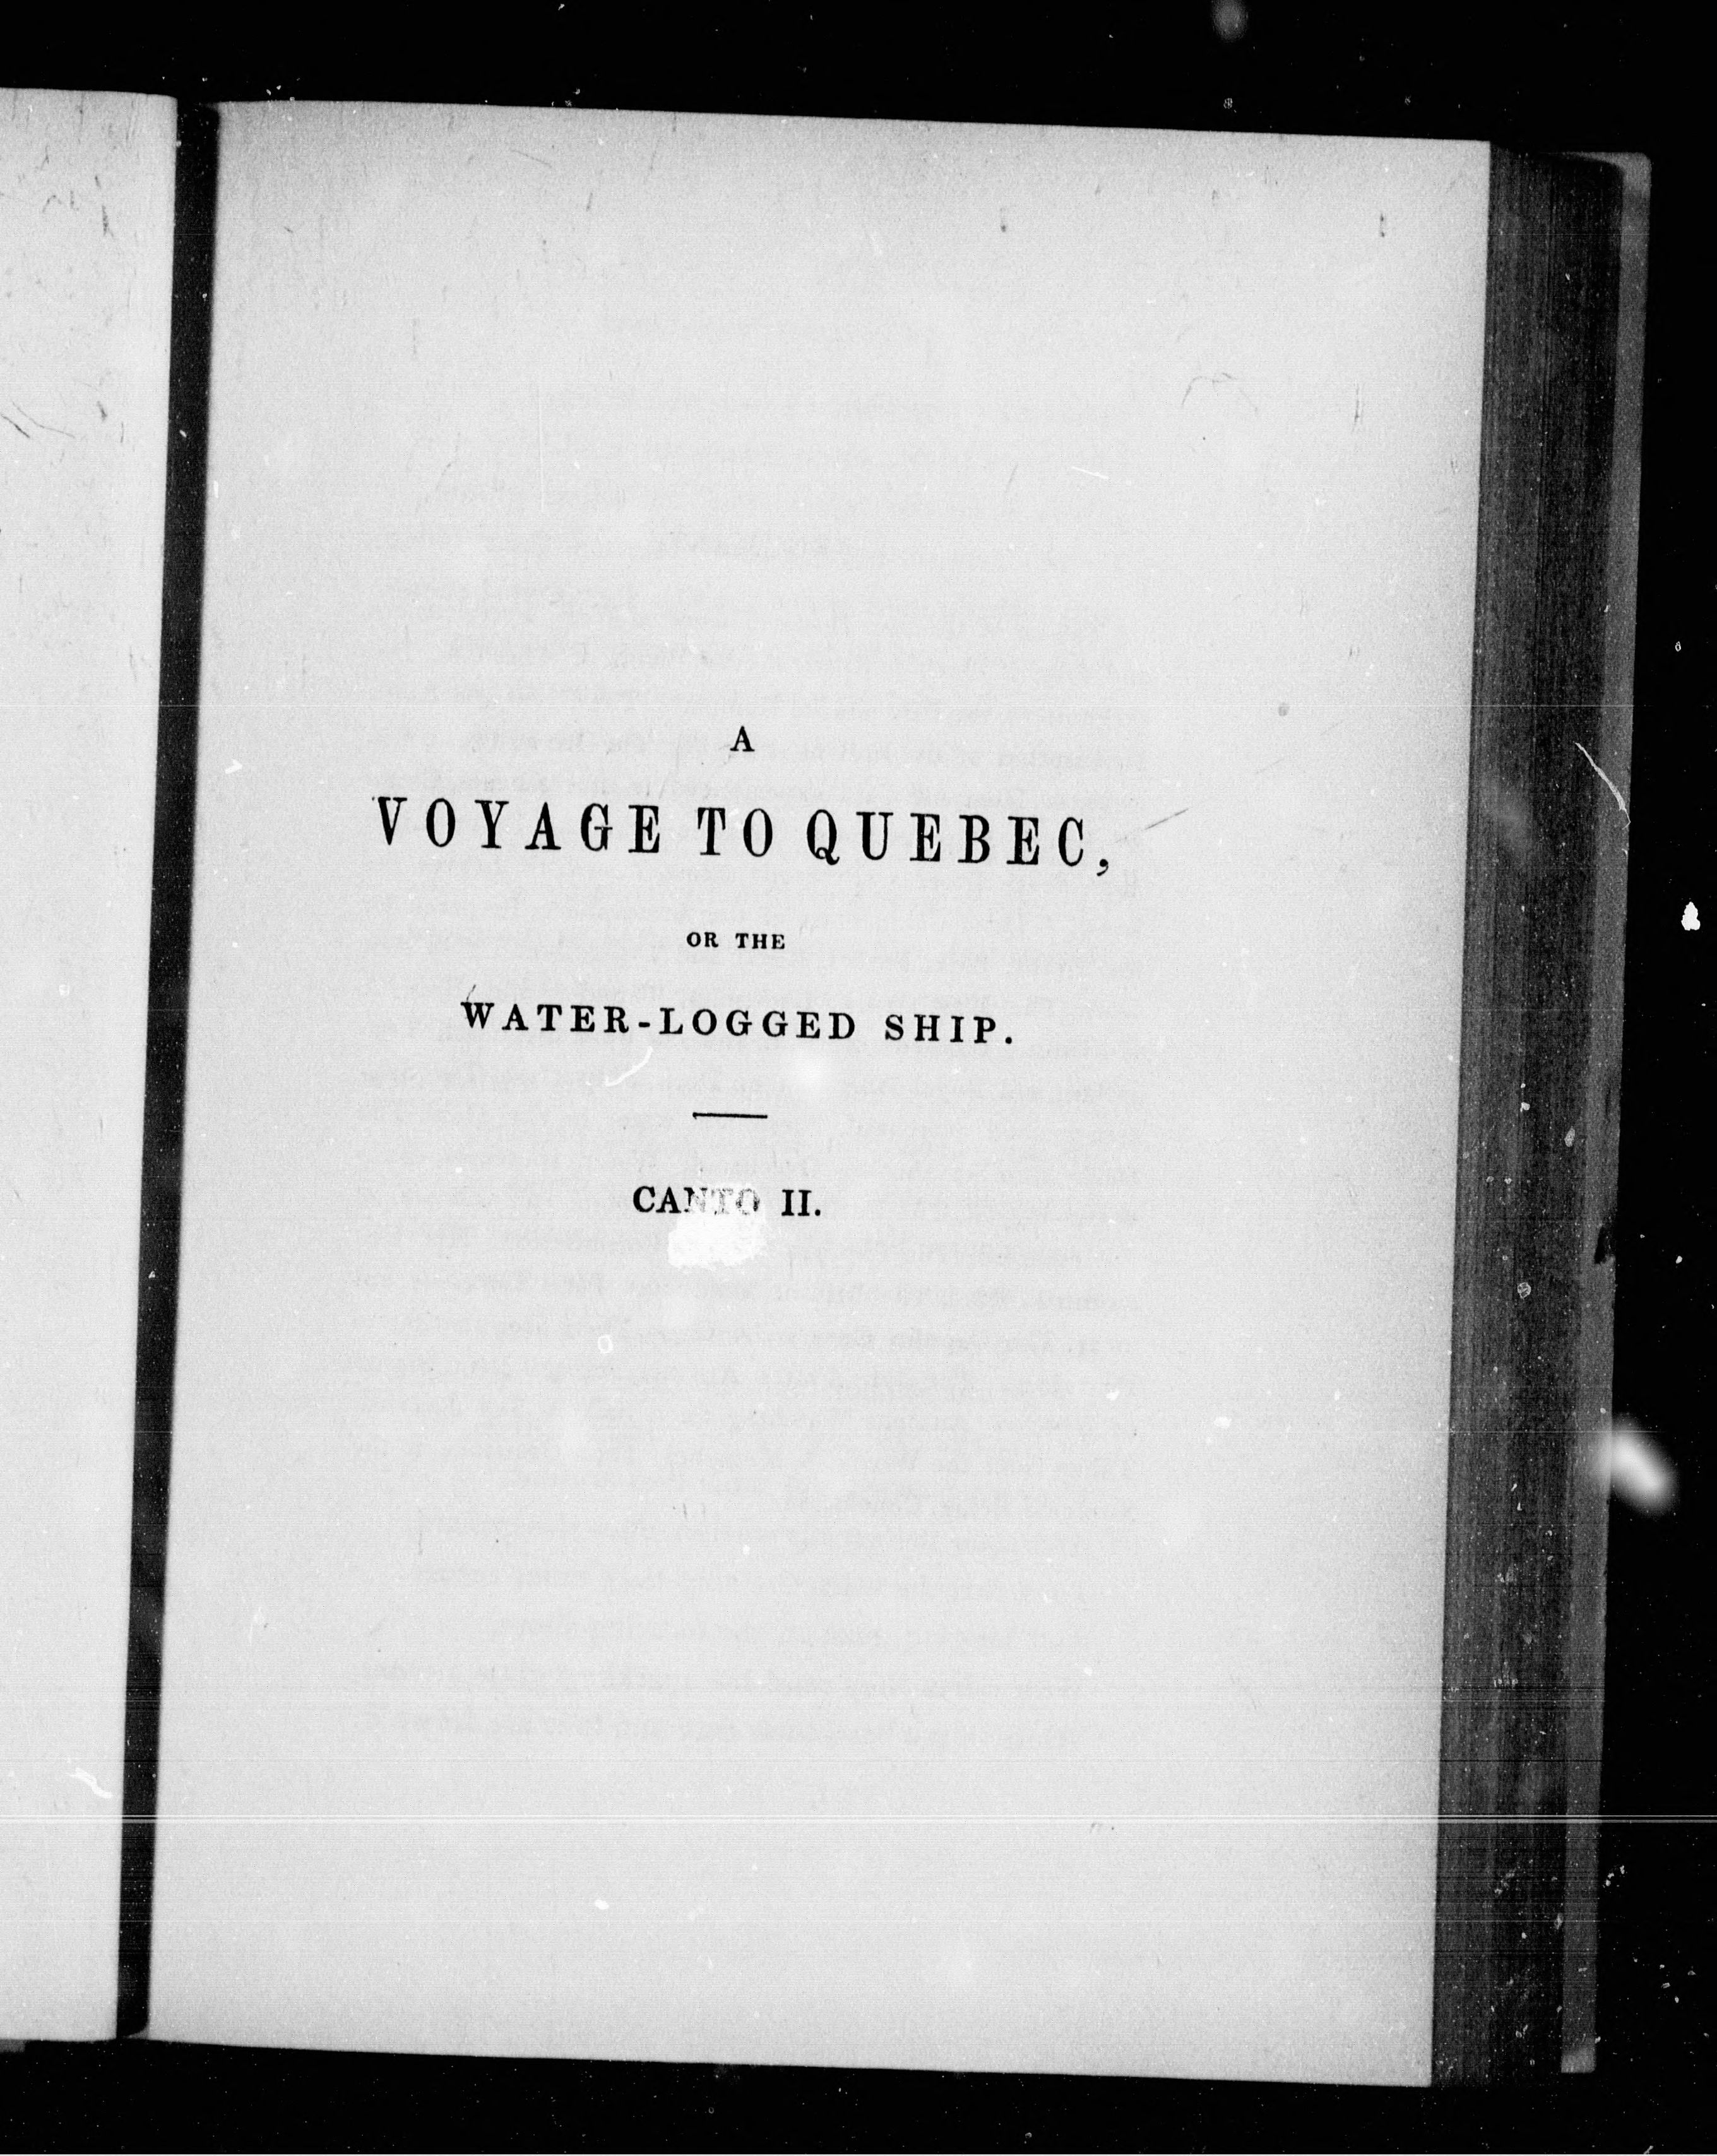 A
VOYAGE TO QUEBEC,
OR THE
WATER-LOGGED SHIP.
CANTO II.